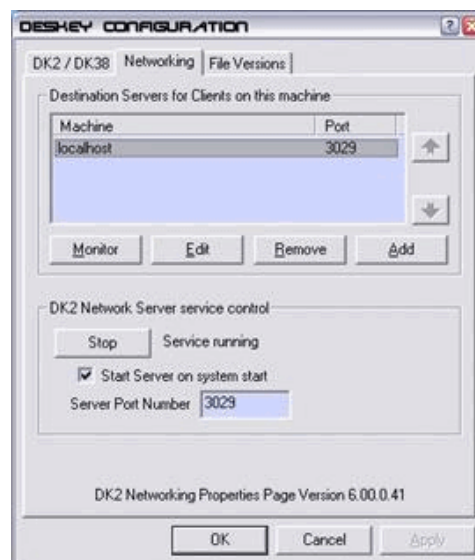 DESKEY CONFIGURATION
DK2 / DK38 Networking File Versions
Destination Servers for Clients on this machine
Machine Port
localhost 3029
Monitor Edit Remove Add
DK2 Network Server service control
Stop Service running
Start Server on system start
Server Port Number 3029
DK2 Networking Properties Page Version 6.00.0.41
OK Cancel Apply